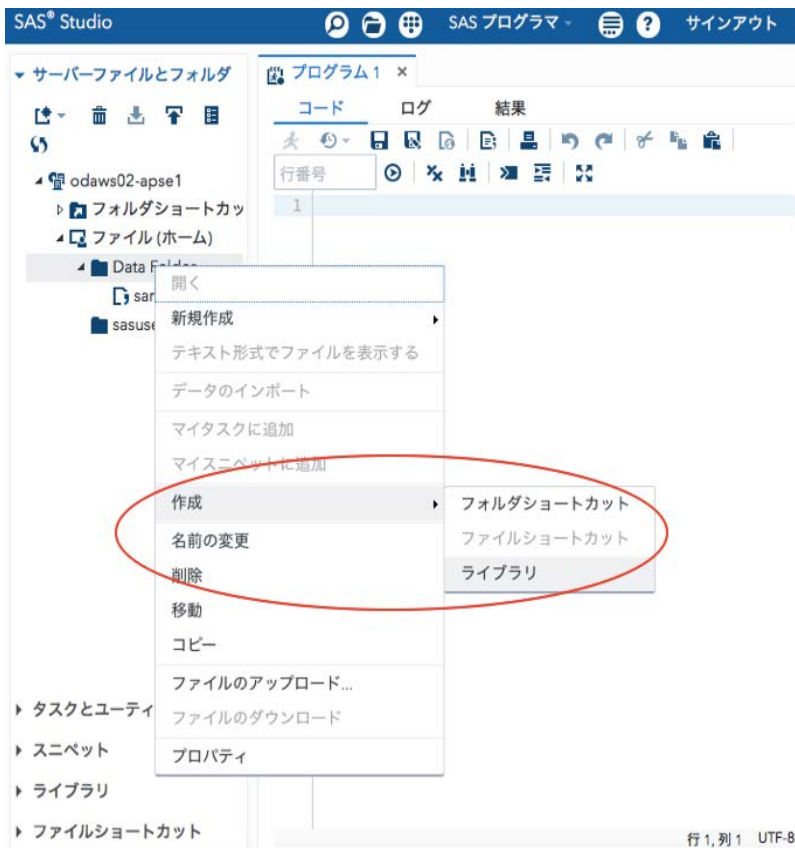 SAS® Studio
SAS プログラマ
サインアウト
サーバーファイルとフォルダ
odaws02-apse1
フォルダショートカッ
ファイル (ホーム)
Data
プログラム 1 ×
コード ログ 結果
行番号
1
開く
新規作成
テキスト形式でファイルを表示する
データのインポート
マイタスクに追加
マイスニペットに追加
作成
名前の変更
削除
移動
コピー
ファイルのアップロード...
ファイルのダウンロード
プロパティ
フォルダショートカット
ファイルショートカット
ライブラリ
タスクとユーティ
スニペット
ライブラリ
ファイルショートカット
行 1, 列 1 UTF-8